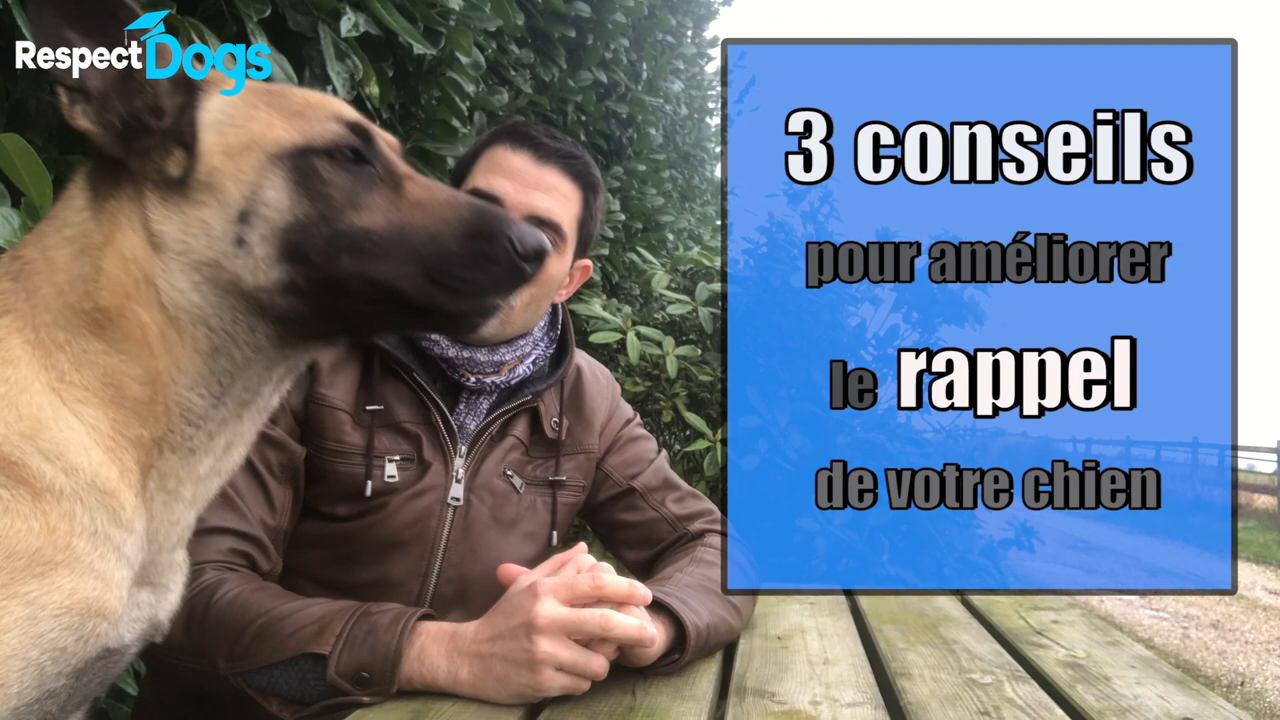 RespectDogs
3 conseils
pour améliorer
le rappel
de votre chien